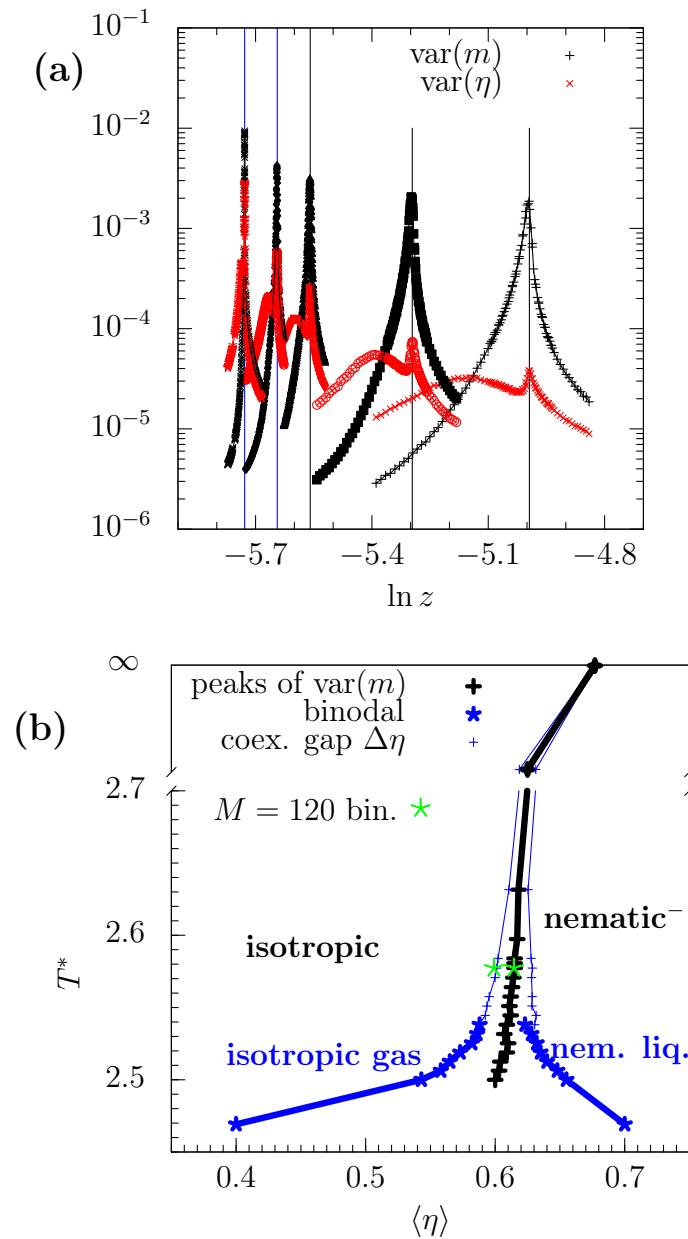 (a)
10⁻¹
10⁻²
10⁻³
10⁻⁴
10⁻⁵
10⁻⁶
var(m)
var(η)
−5.7 −5.4 −5.1 −4.8
ln z
(b)
∞
peaks of var(m)
binodal
coex. gap Δη
2.7
M = 120 bin.
2.6
nematic⁻
isotropic
T*
isotropic gas nem. liq.
2.5
0.4 0.5 0.6 0.7
⟨η⟩